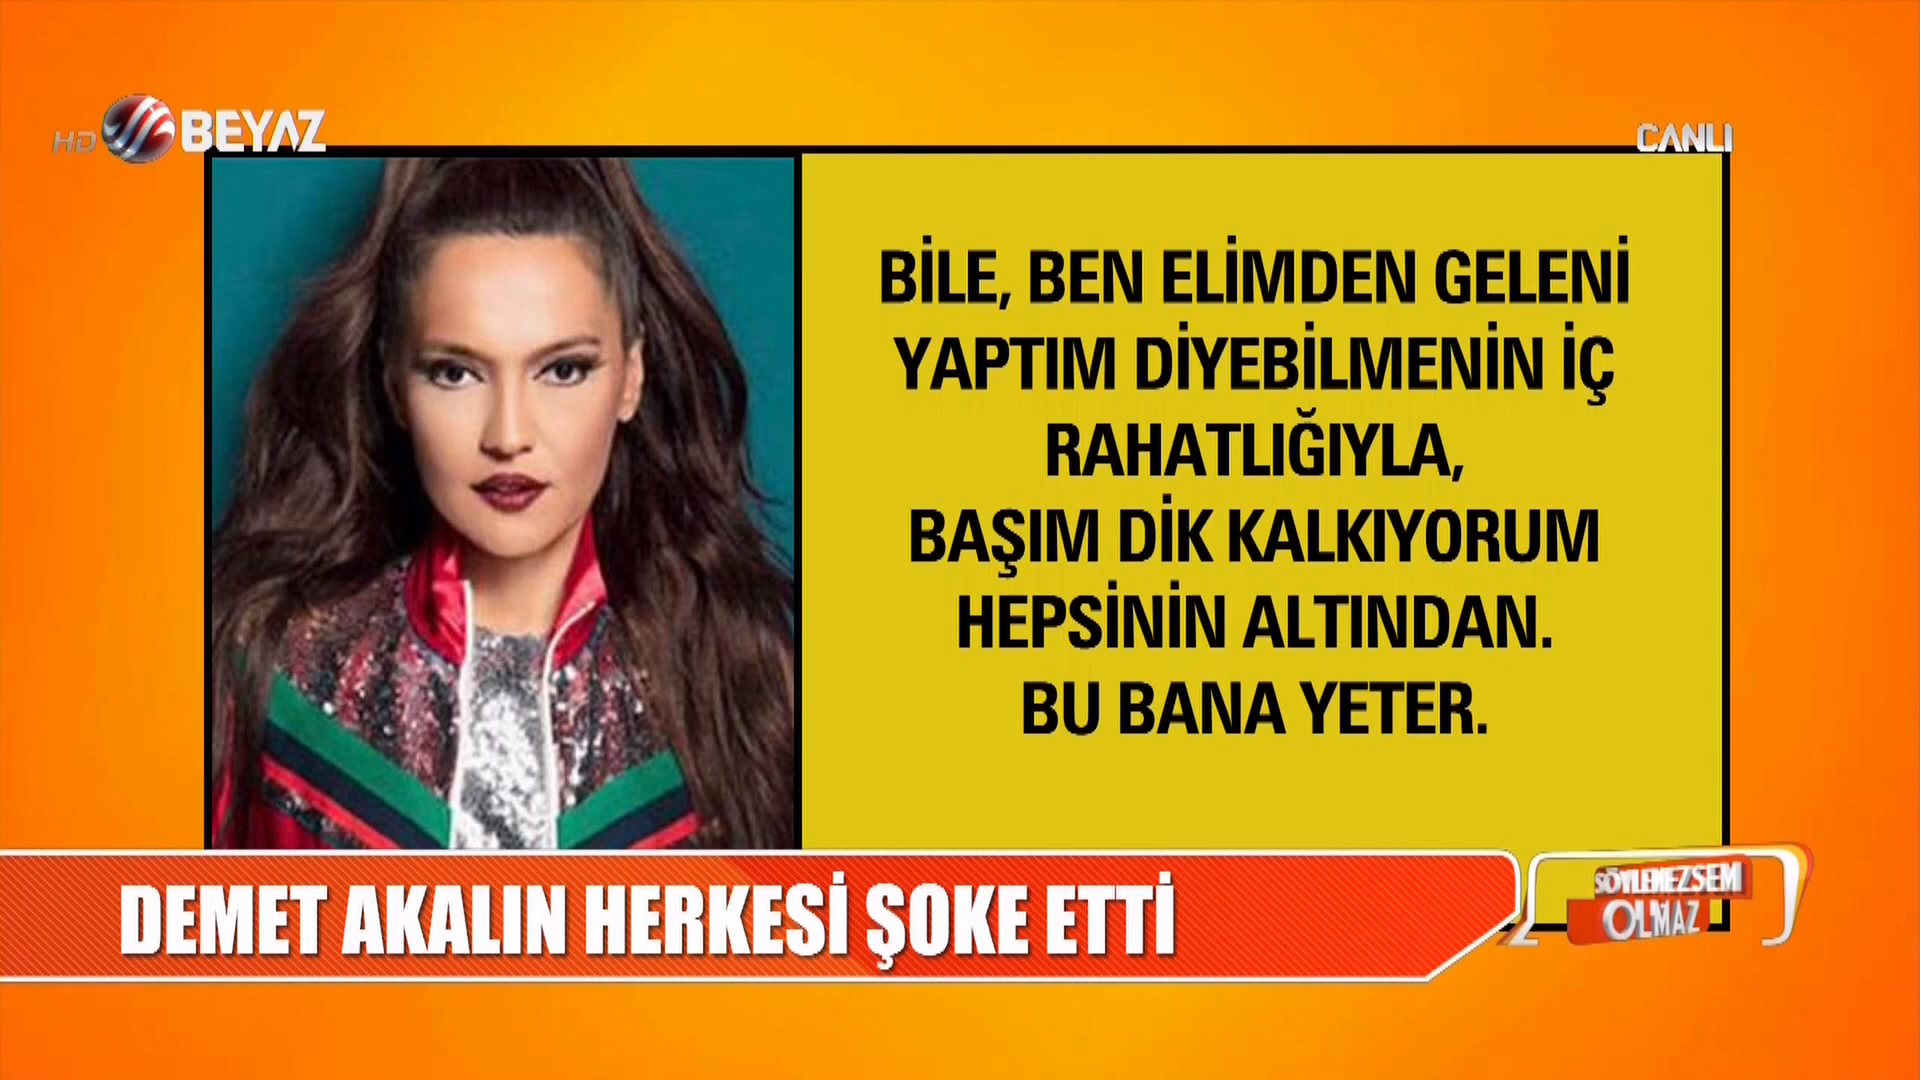 HD BEYAZ
CANLI
BİLE, BEN ELİMDEN GELENİ
YAPTIM DİYEBİLMENİN İÇ
RAHATLIĞIYLA,
BAŞIM DİK KALKIYORUM
HEPSİNİN ALTINDAN.
BU BANA YETER.
DEMET AKALIN HERKESİ ŞOKE ETTİ
SÖYLEMEZSEM
OLMAZ